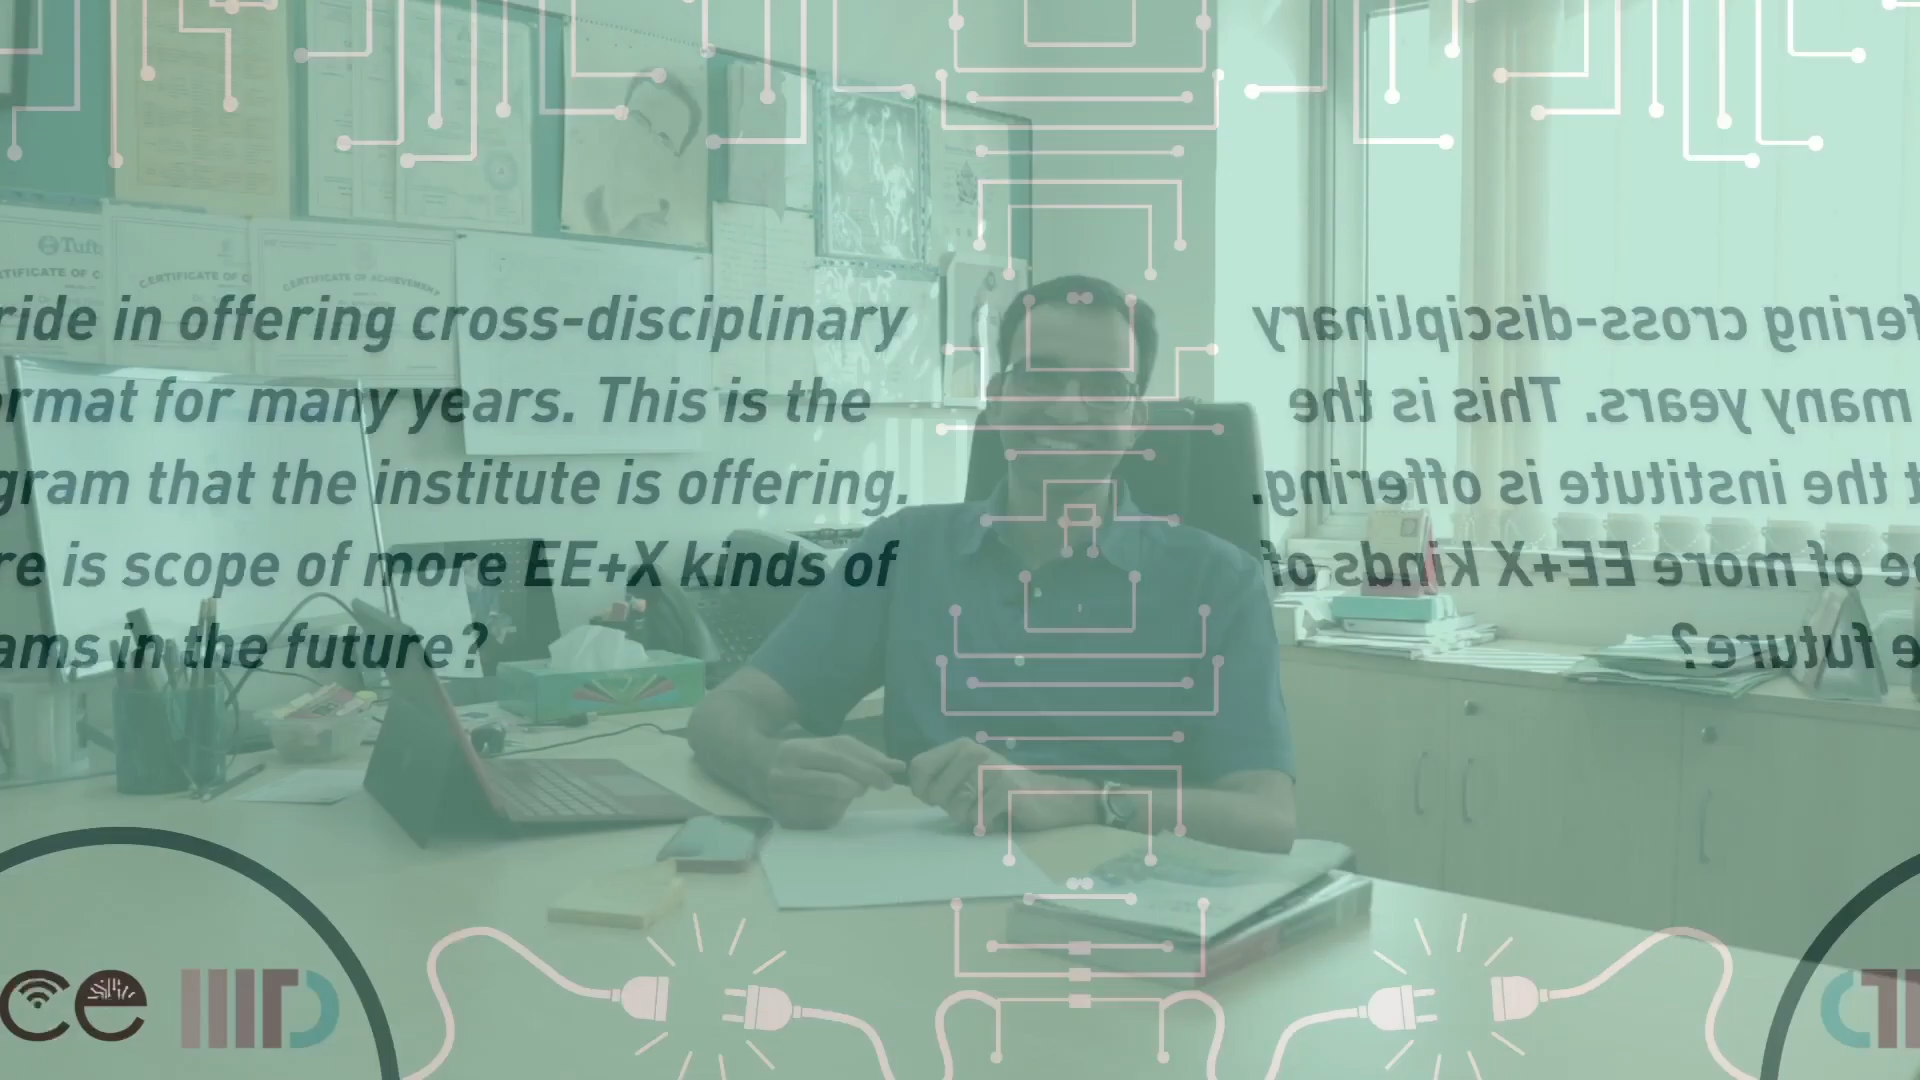 Tufts
CERTIFICATE OF C
CERTIFICATE OF C
CERTIFICATE OF ACHIEVEMENT
ride in offering cross-disciplinary
rmat for many years. This is the
gram that the institute is offering.
re is scope of more EE+X kinds of
ams in the future?
fering cross-disciplinary
many years. This is the
t the institute is offering.
e of more EE+X kinds of
e future?
ce IIITD